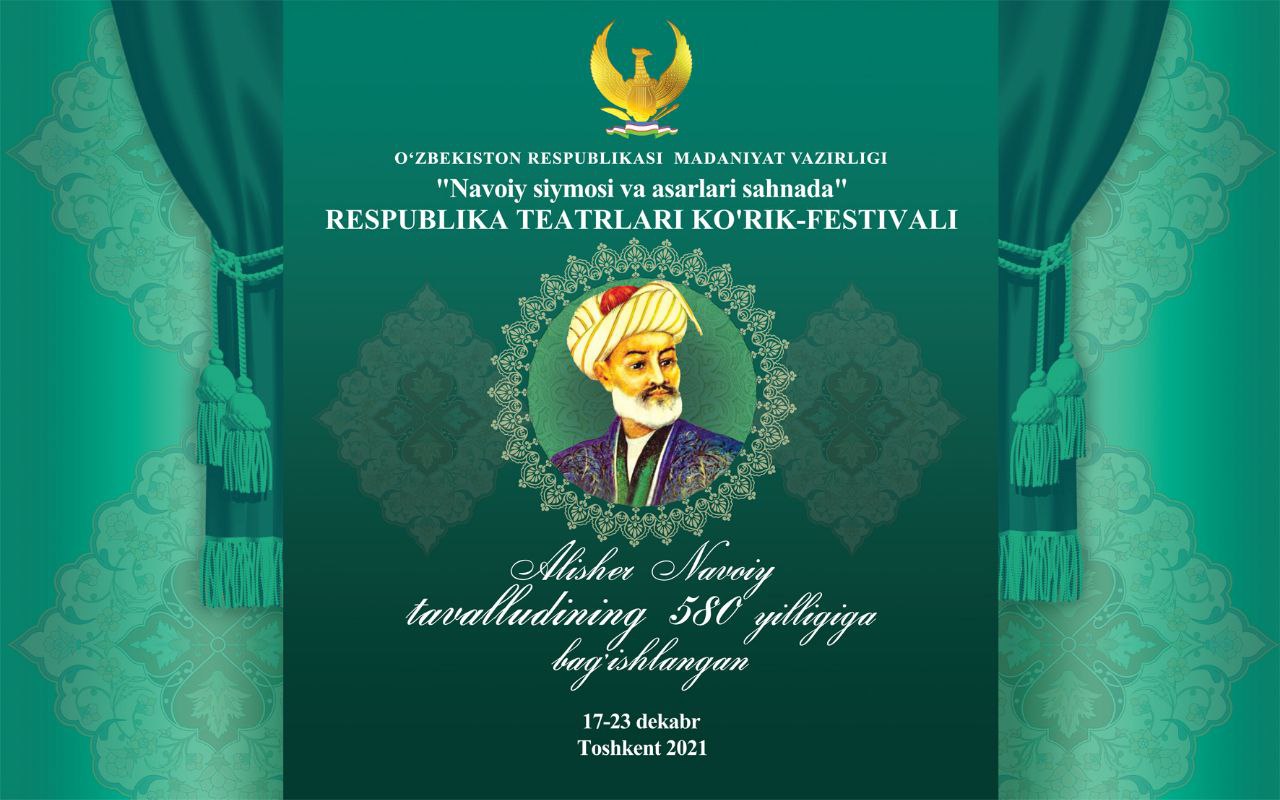 O‘ZBEKISTON RESPUBLIKASI MADANIYAT VAZIRLIGI
"Navoiy siymosi va asarlari sahnada"
RESPUBLIKA TEATRLARI KO'RIK-FESTIVALI
Alisher Navoiy
tavalludining 580 yilligiga
bag'ishlangan
17-23 dekabr
Toshkent 2021